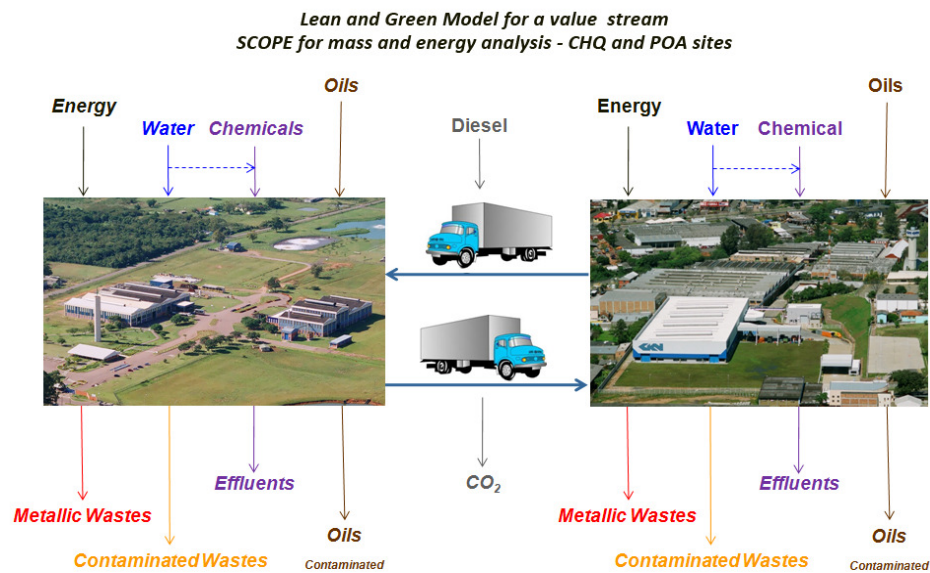 Lean and Green Model for a value stream
SCOPE for mass and energy analysis - CHQ and POA sites
Oils
Energy
Water Chemicals
Diesel
Oils
Energy
Water Chemical
GKN
Effluents
CO₂
Effluents
Metallic Wastes
Metallic Wastes
Oils
Oils
Contaminated Wastes
Contaminated
Contaminated Wastes
Contaminated